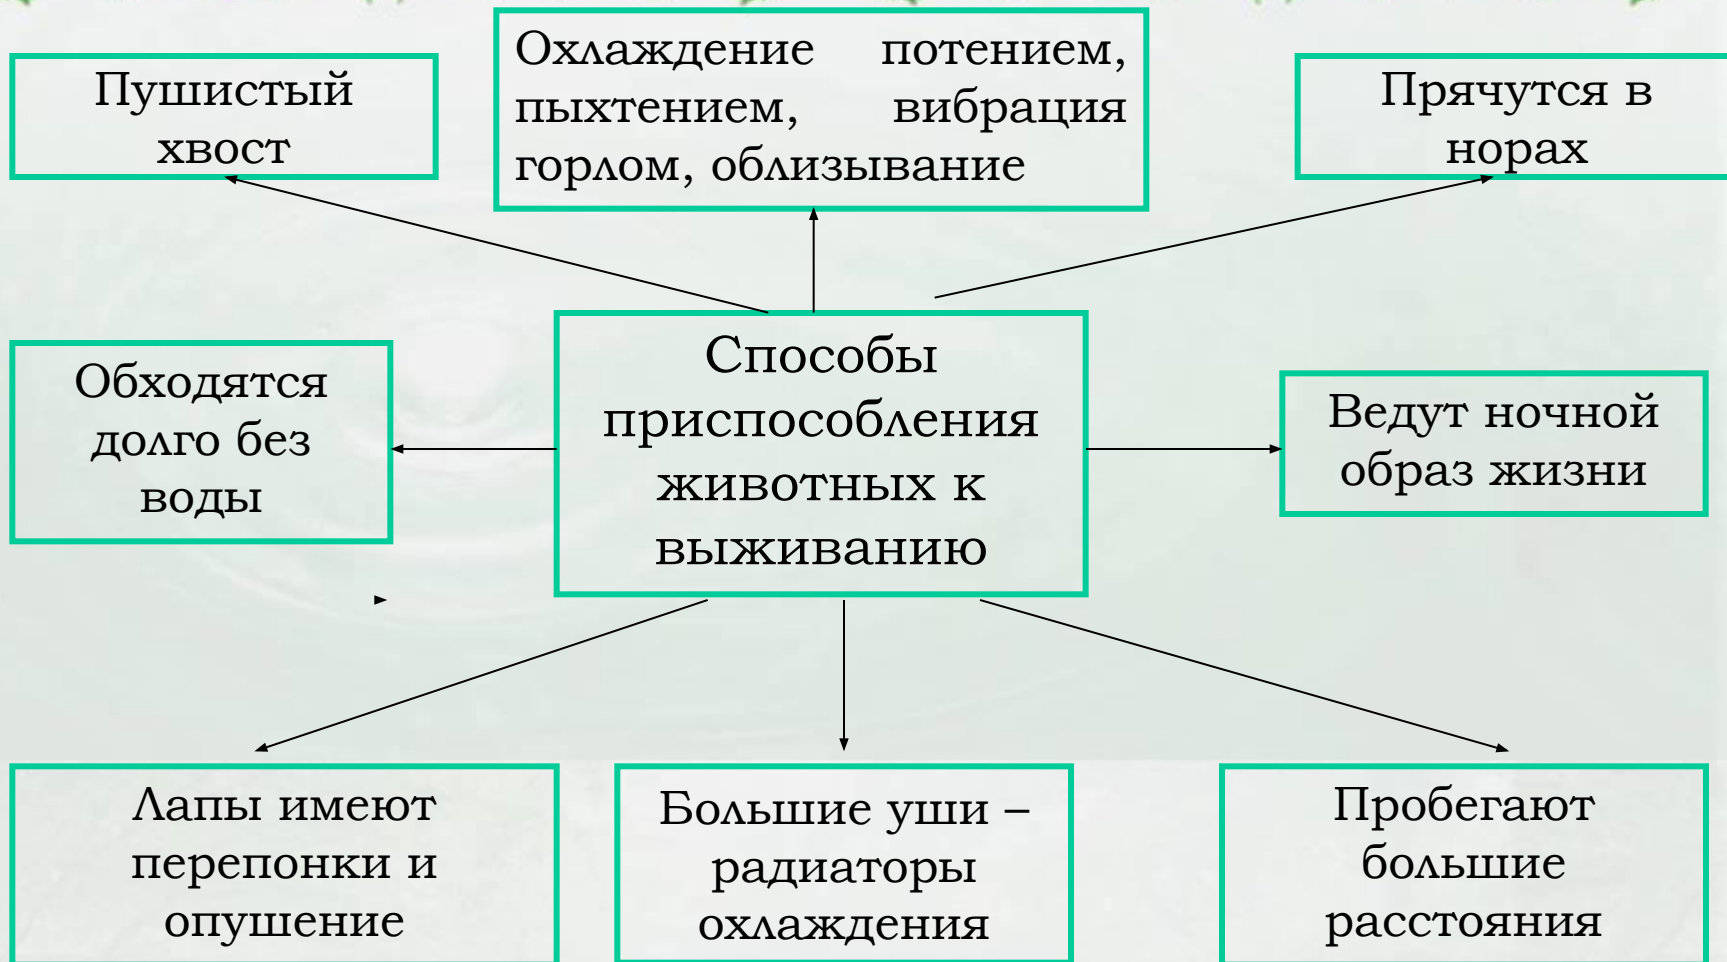 Пушистый
хвост
Охлаждение потением,
пыхтением, вибрация
горлом, облизывание
Прячутся в
норах
Обходятся
долго без
воды
Способы
приспособления
животных к
выживанию
Ведут ночной
образ жизни
Лапы имеют
перепонки и
опушение
Большие уши –
радиаторы
охлаждения
Пробегают
большие
расстояния